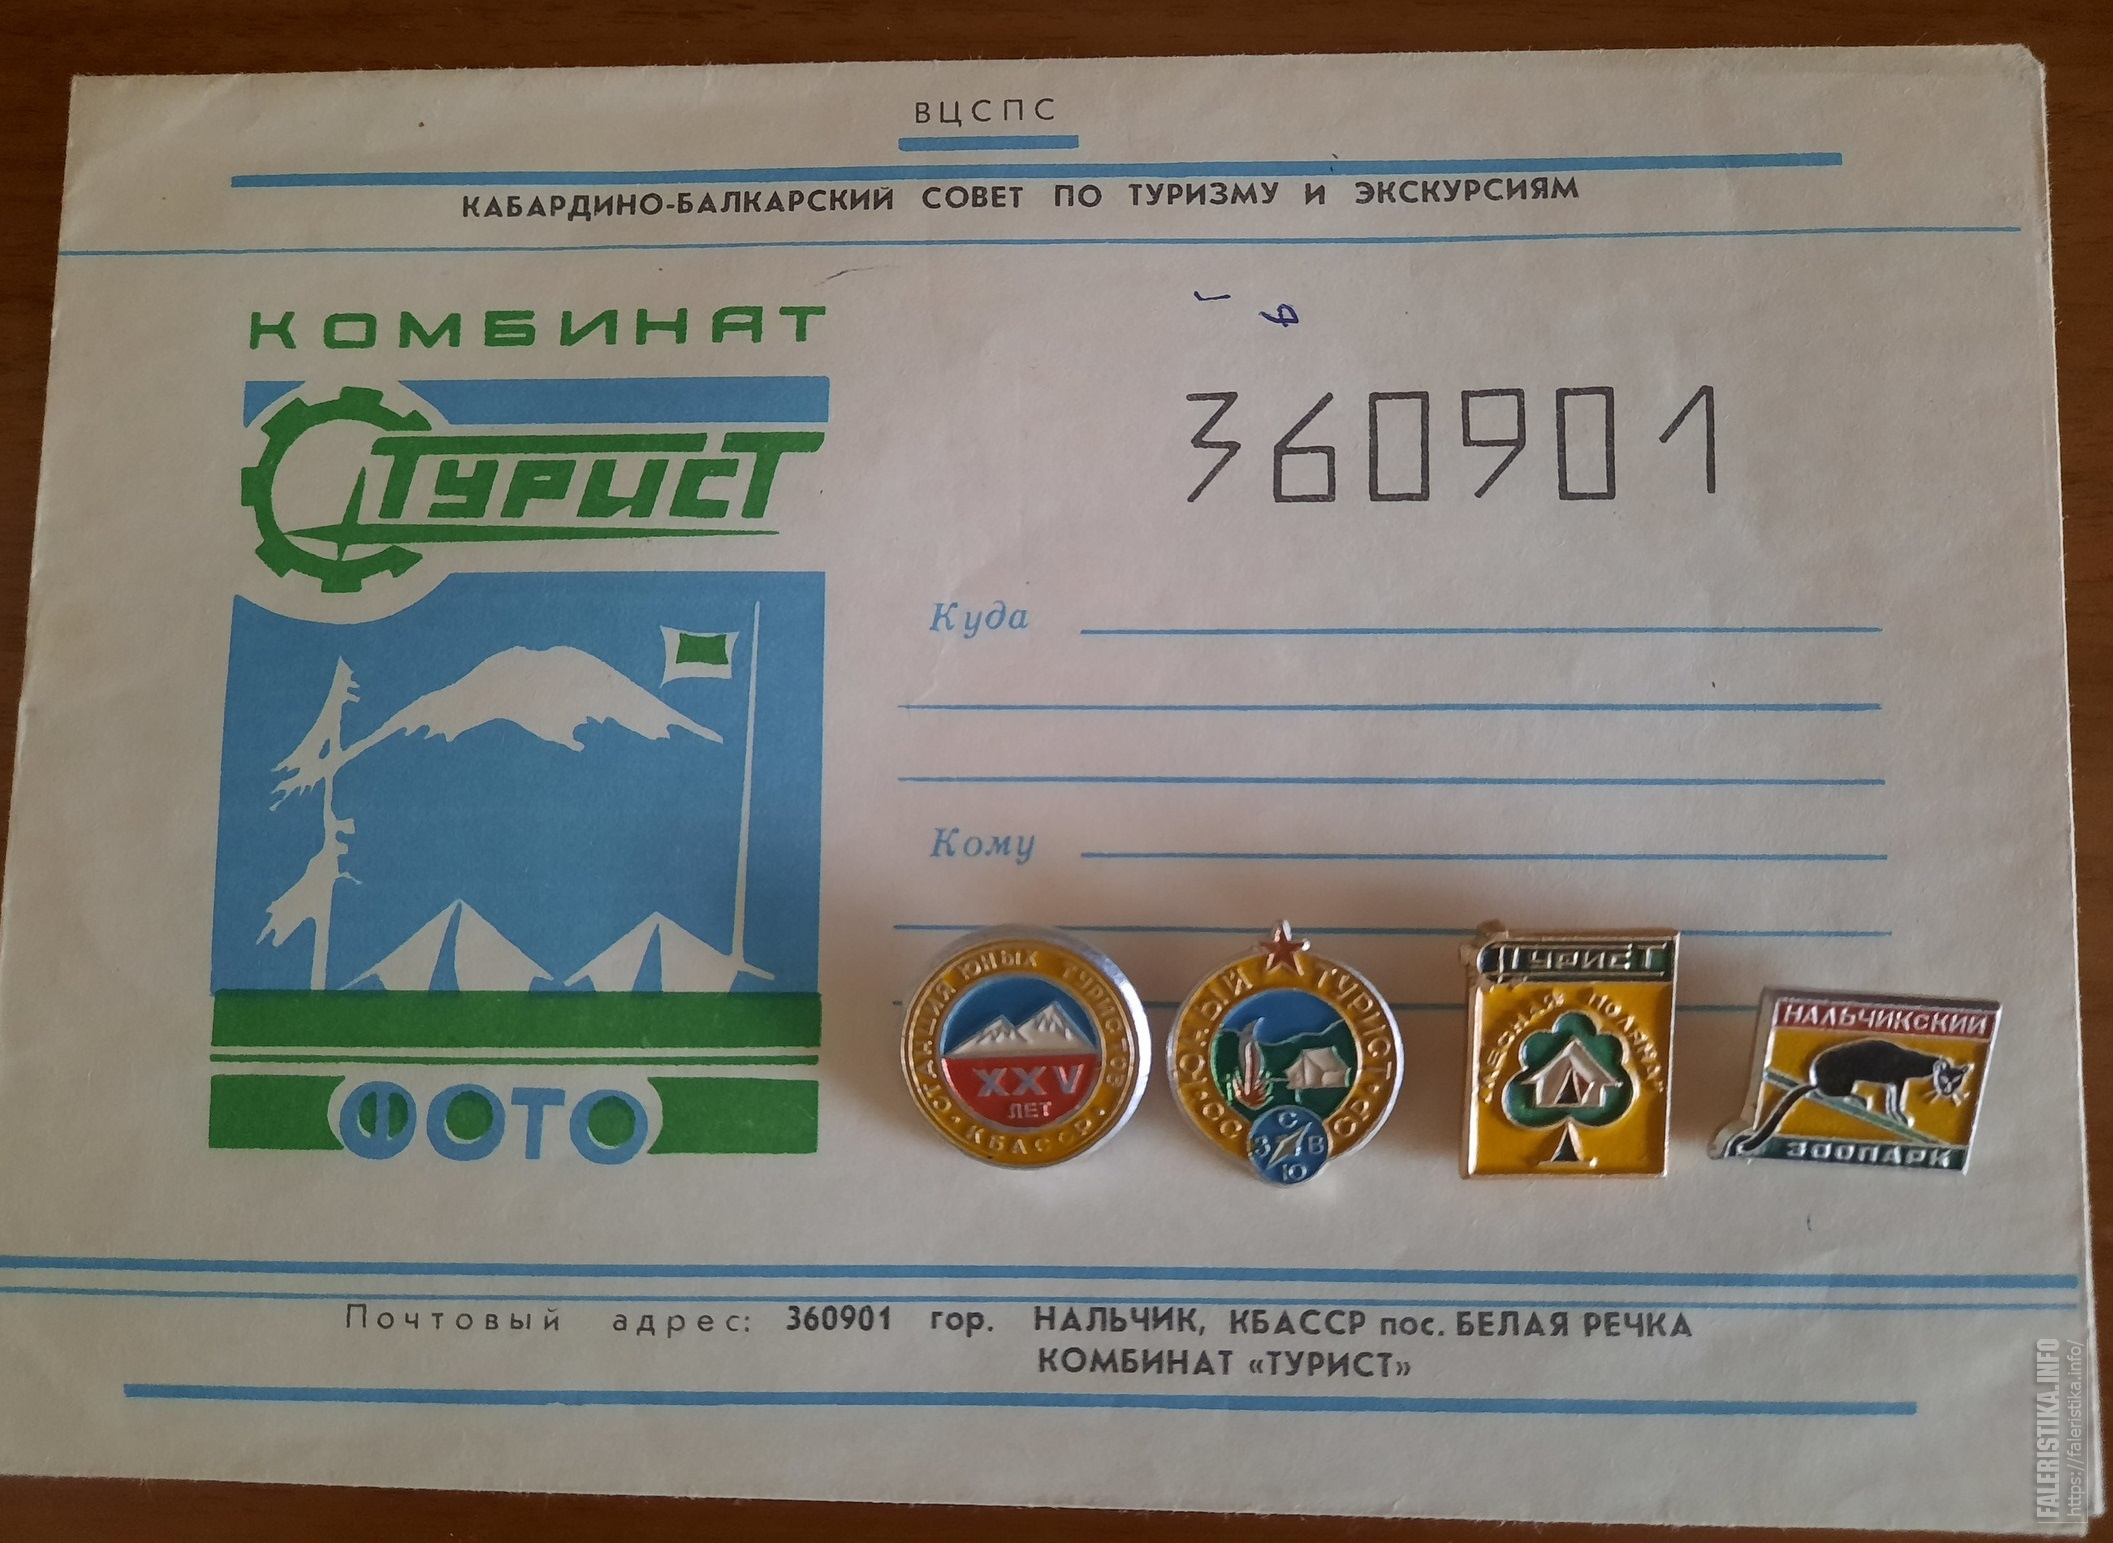 ВЦСПС
КАБАРДИНО-БАЛКАРСКИЙ СОВЕТ ПО ТУРИЗМУ И ЭКСКУРСИЯМ
КОМБИНАТ
ТУРИСТ
ФОТО
360901
Куда
Кому
СТАНЦИЯ ЮНЫХ ТУРИСТОВ
XXV
ЛЕТ
• КБАССР •
ЮНЫЙ ТУРИСТ
СССР
С
З В
Ю
ТУРИСТ
ЛЕСНАЯ ПОЛЯНА
НАЛЬЧИКСКИЙ
ЗООПАРК
Почтовый адрес: 360901 гор. НАЛЬЧИК, КБАССР пос. БЕЛАЯ РЕЧКА
КОМБИНАТ «ТУРИСТ»
FALERISTIKA.INFO
https://faleristika.info/